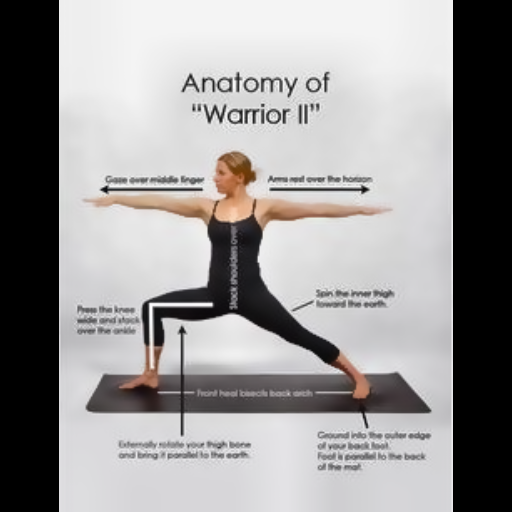 Anatomy of
“Warrior II”
Gaze over middle finger
Arms rest over the horizon
Stack shoulders over
Spin the inner thigh
toward the earth.
Press the knee
wide and stack
over the ankle
Front heal bisects back arch
Externally rotate your thigh bone
and bring it parallel to the earth.
Ground into the outer edge
of your back foot.
Foot is parallel to the back
of the mat.